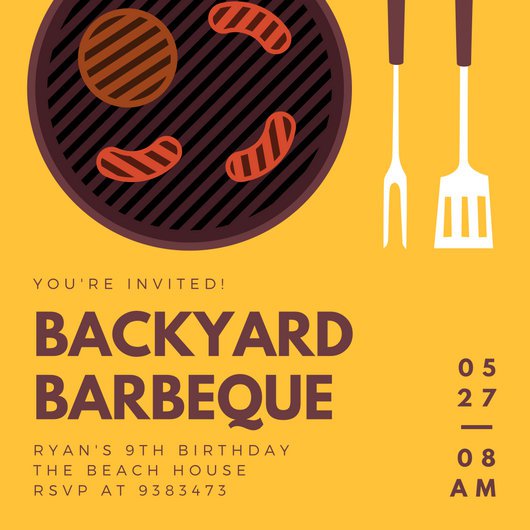 YOU'RE INVITED!
BACKYARD
BARBEQUE
RYAN'S 9TH BIRTHDAY
THE BEACH HOUSE
RSVP AT 9383473
05
27
08
AM